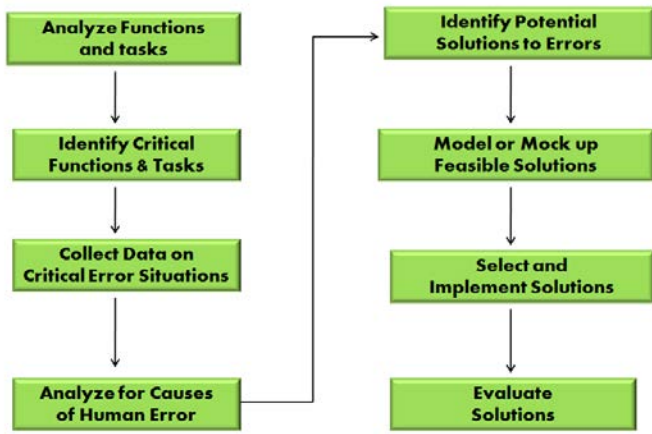 Analyze Functions
and tasks
Identify Critical
Functions & Tasks
Collect Data on
Critical Error Situations
Analyze for Causes
of Human Error
Identify Potential
Solutions to Errors
Model or Mock up
Feasible Solutions
Select and
Implement Solutions
Evaluate
Solutions